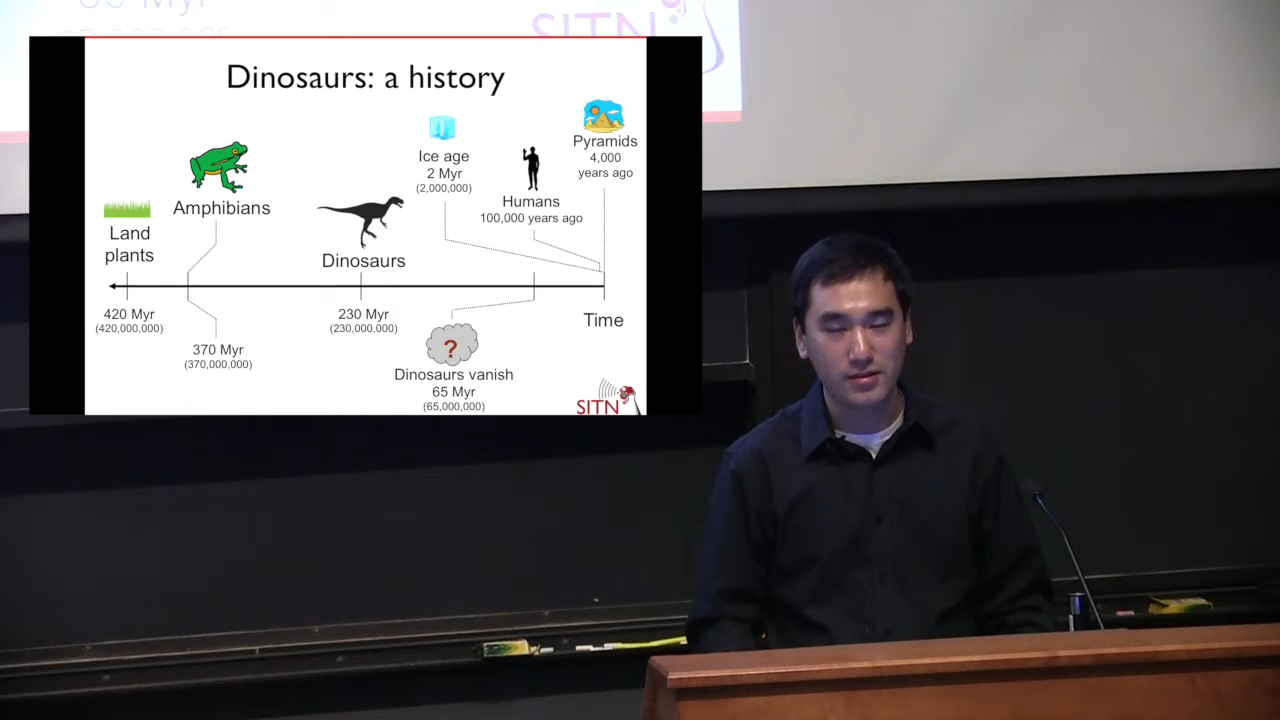 SITN
Dinosaurs: a history
Pyramids
4,000
years ago
Ice age
2 Myr
(2,000,000)
Humans
100,000 years ago
Amphibians
Land
plants
Dinosaurs
420 Myr
(420,000,000)
230 Myr
(230,000,000)
Time
370 Myr
(370,000,000)
?
Dinosaurs vanish
65 Myr
(65,000,000)
SITN